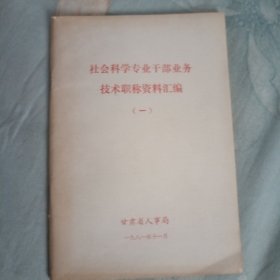 社会科学专业干部业务
技术职称资料汇编
（一）
甘肃省人事局
一九八一年十一月